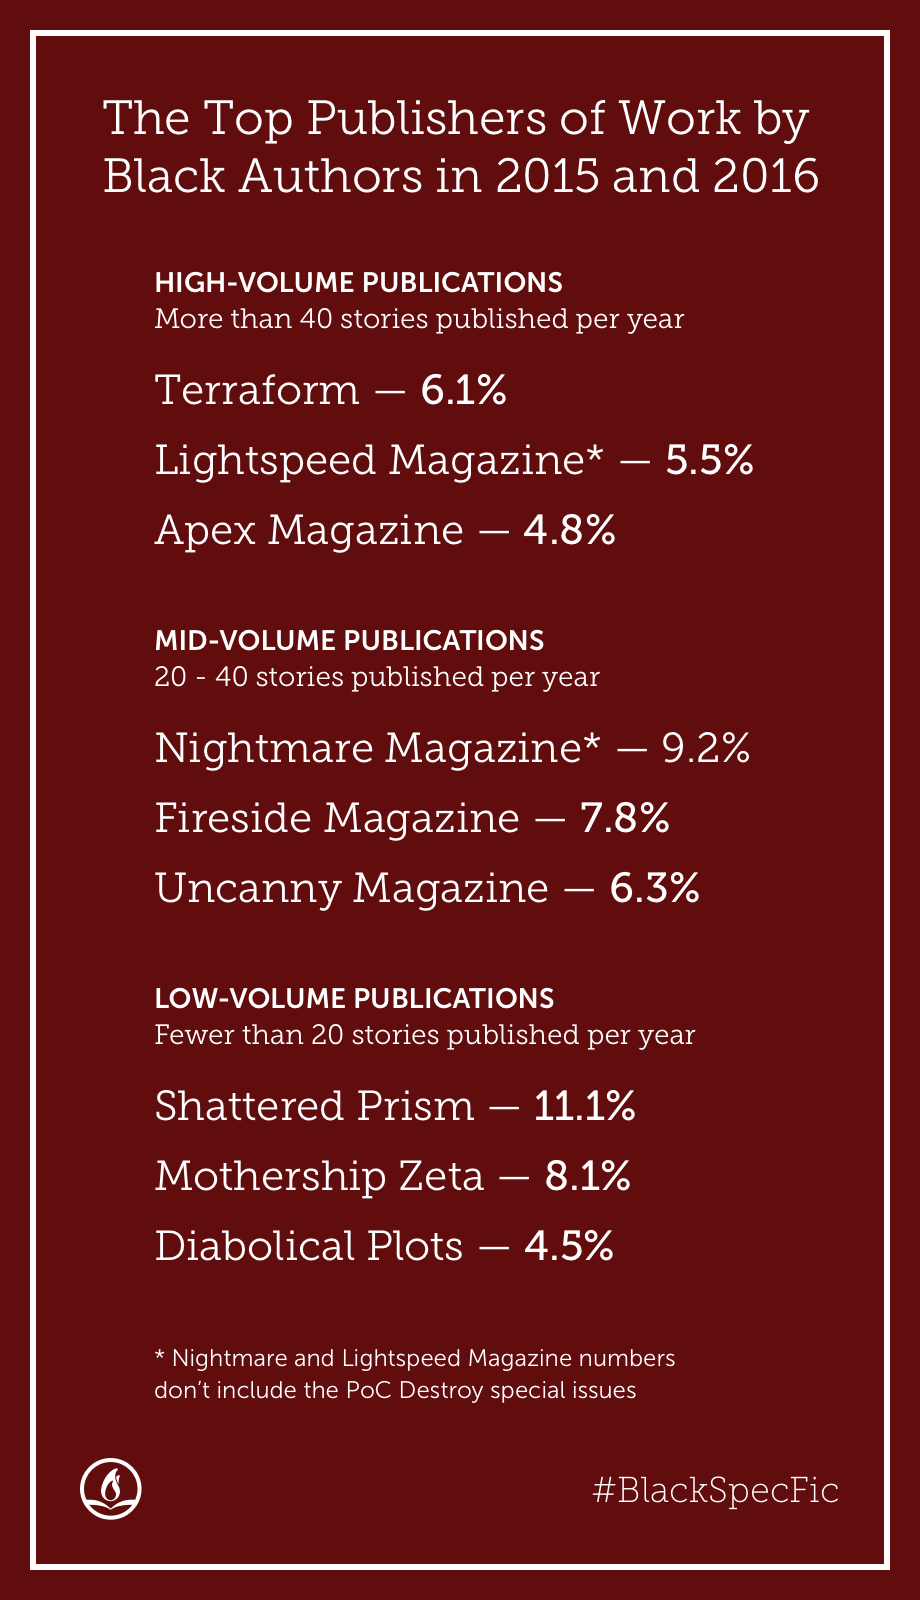 The Top Publishers of Work by
Black Authors in 2015 and 2016
HIGH-VOLUME PUBLICATIONS
More than 40 stories published per year
Terraform — 6.1%
Lightspeed Magazine* — 5.5%
Apex Magazine — 4.8%
MID-VOLUME PUBLICATIONS
20 - 40 stories published per year
Nightmare Magazine* — 9.2%
Fireside Magazine — 7.8%
Uncanny Magazine — 6.3%
LOW-VOLUME PUBLICATIONS
Fewer than 20 stories published per year
Shattered Prism — 11.1%
Mothership Zeta — 8.1%
Diabolical Plots — 4.5%
* Nightmare and Lightspeed Magazine numbers
don’t include the PoC Destroy special issues
#BlackSpecFic